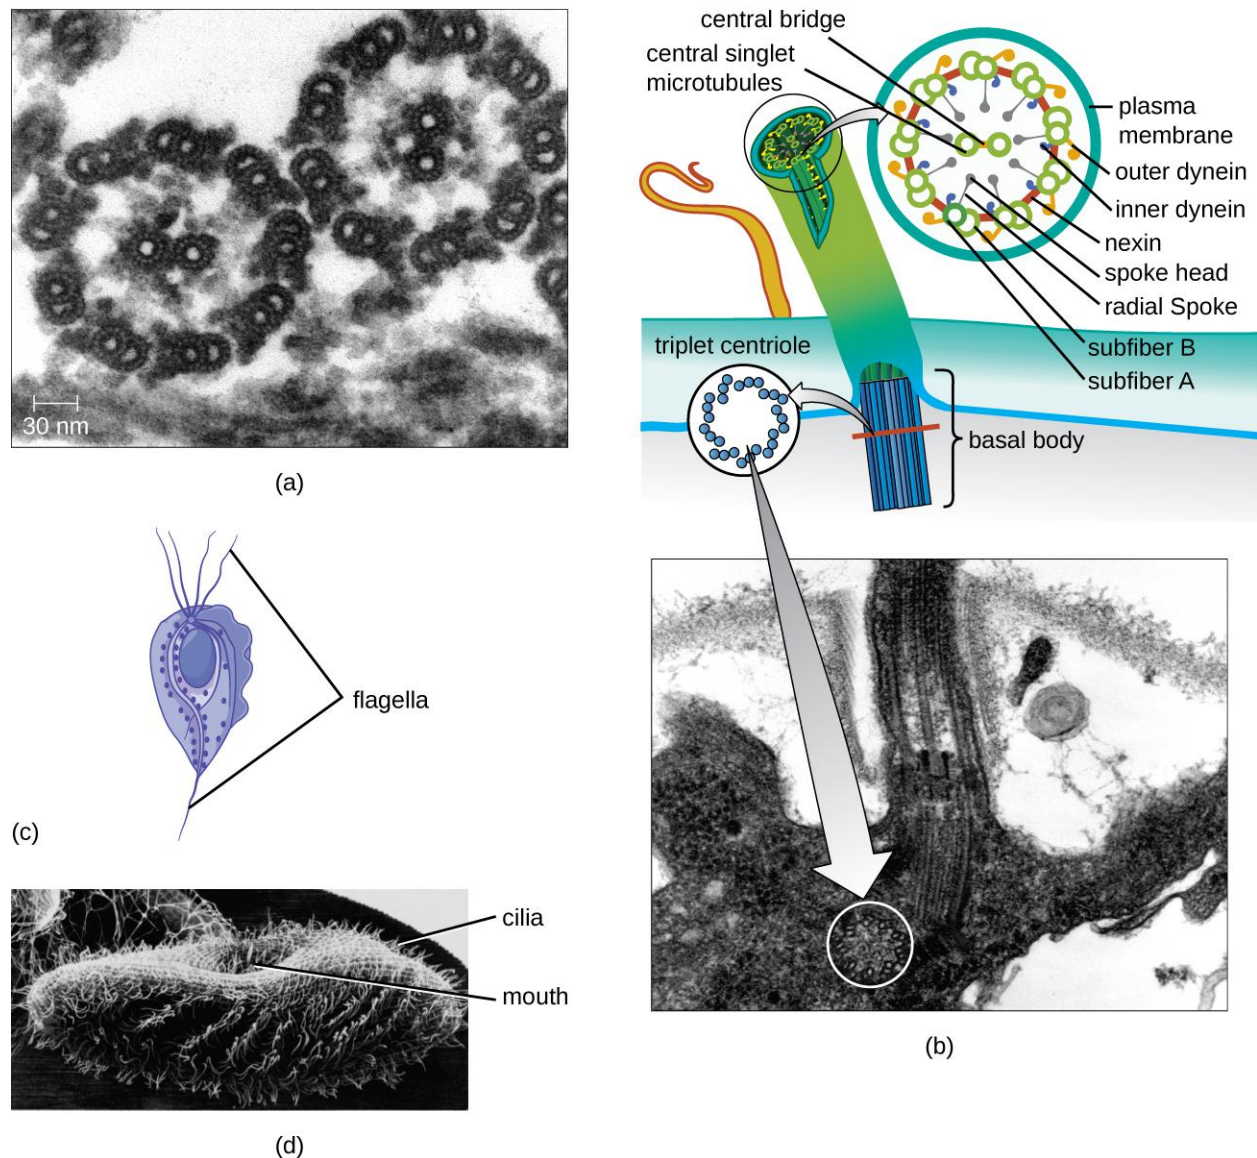 30 nm
(a)
central bridge
central singlet
microtubules
plasma
membrane
outer dynein
inner dynein
nexin
spoke head
radial Spoke
subfiber B
subfiber A
triplet centriole
basal body
(b)
flagella
(c)
cilia
mouth
(d)